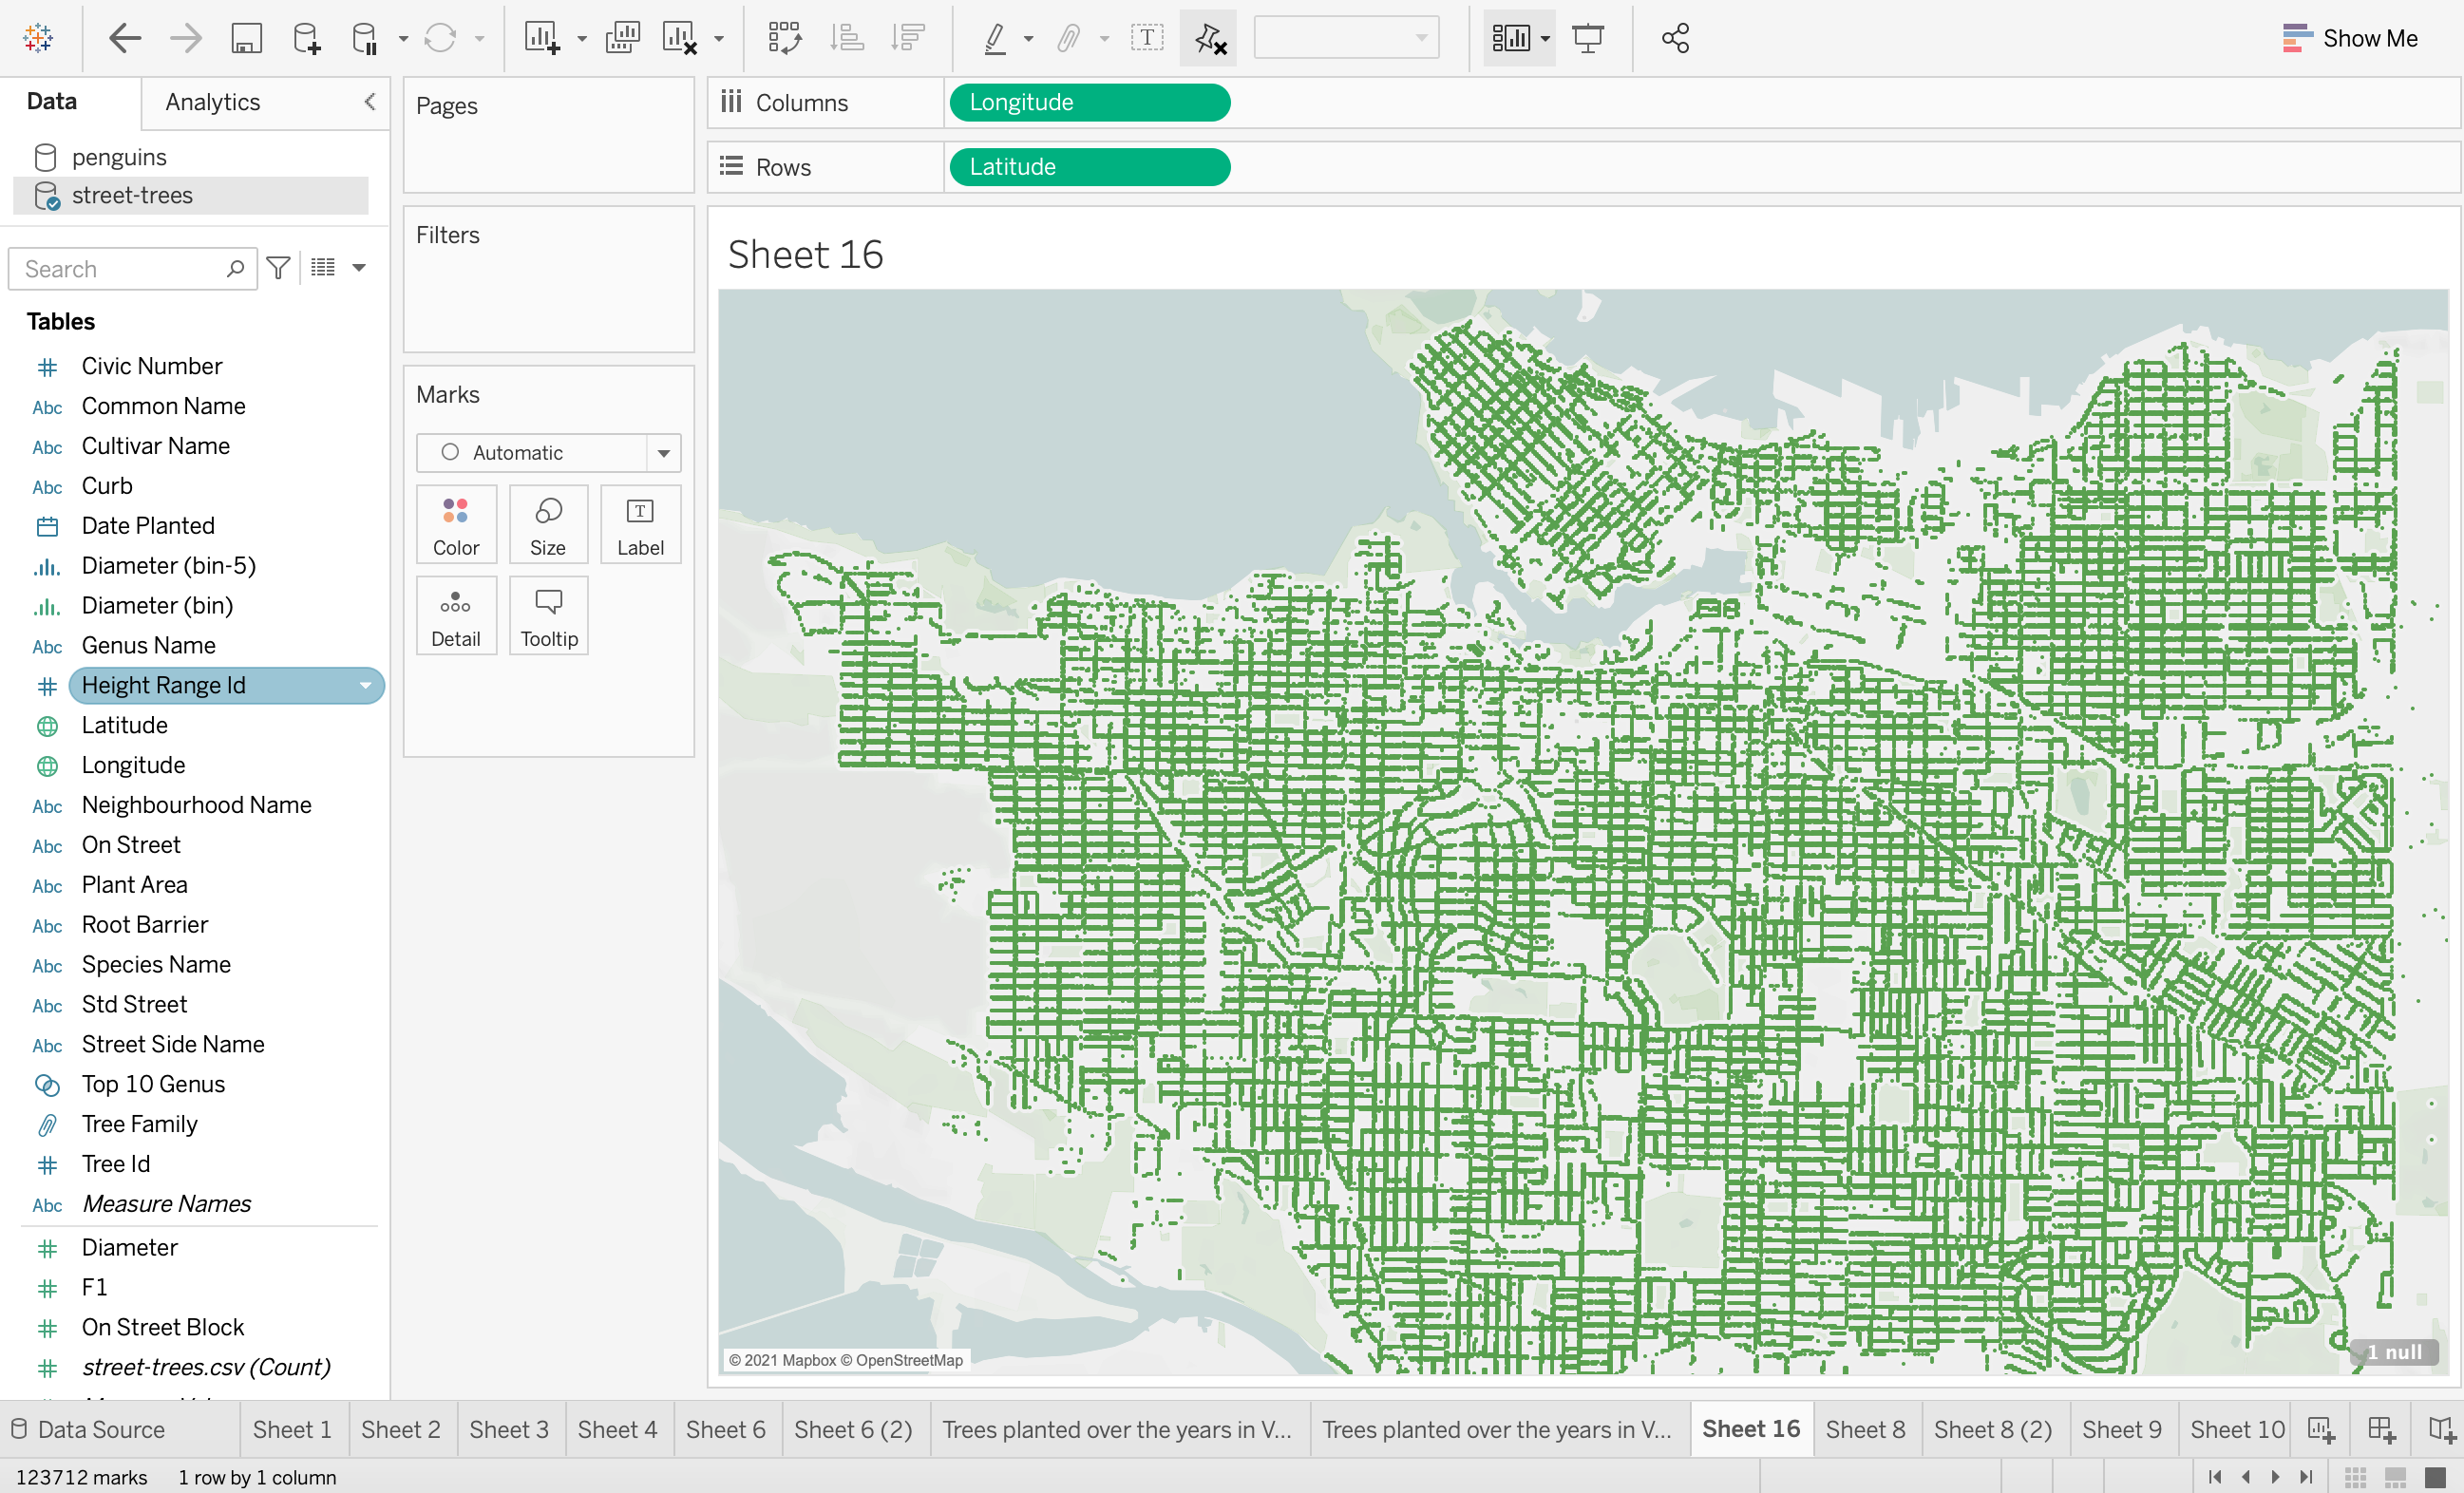 Show Me
Data
Analytics
penguins
street-trees
Search
Tables
Civic Number
Abc Common Name
Abc Cultivar Name
Abc Curb
Date Planted
Diameter (bin-5)
Diameter (bin)
Abc Genus Name
Height Range Id
Latitude
Longitude
Abc Neighbourhood Name
Abc On Street
Abc Plant Area
Abc Root Barrier
Abc Species Name
Abc Std Street
Abc Street Side Name
Top 10 Genus
Tree Family
Tree Id
Abc Measure Names
Diameter
F1
On Street Block
street-trees.csv (Count)
Pages
Filters
Marks
Automatic
Color
Size
Label
Detail
Tooltip
Columns
Longitude
Rows
Latitude
Sheet 16
© 2021 Mapbox © OpenStreetMap
1 null
Data Source
Sheet 1
Sheet 2
Sheet 3
Sheet 4
Sheet 6
Sheet 6 (2)
Trees planted over the years in V...
Trees planted over the years in V...
Sheet 16
Sheet 8
Sheet 8 (2)
Sheet 9
Sheet 10
123712 marks
1 row by 1 column